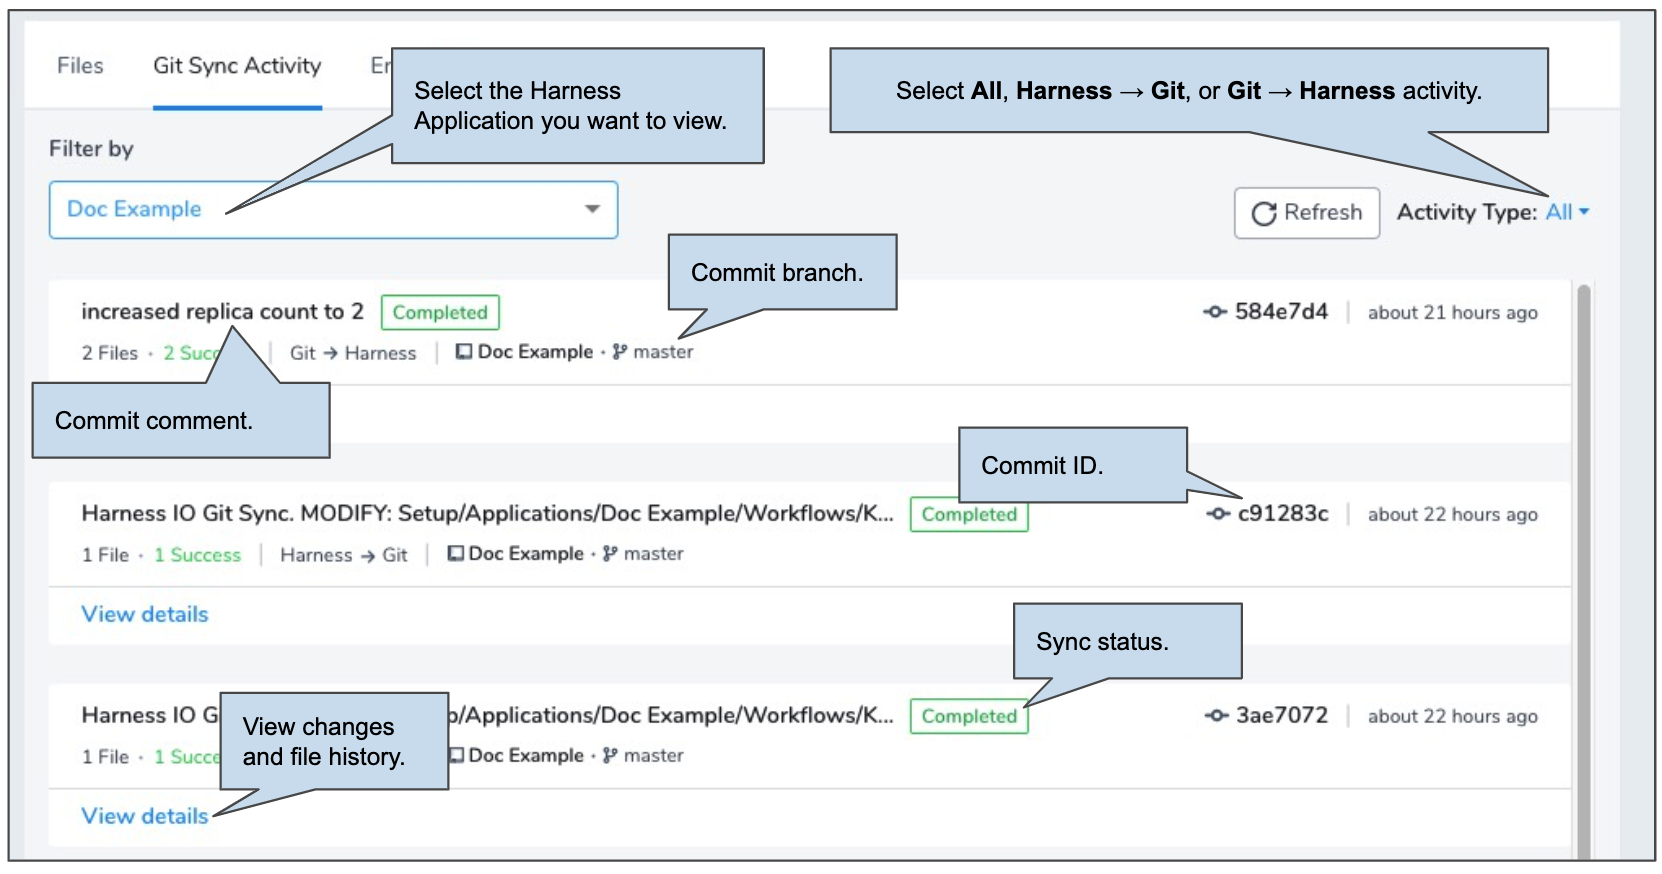 Files Git Sync Activity
Select the Harness
Application you want to view.
Select All, Harness → Git, or Git → Harness activity.
Filter by
Doc Example
Refresh Activity Type: All
Commit branch.
increased replica count to 2 Completed 584e7d4 about 21 hours ago
2 Files · 2 Git → Harness Doc Example · master
Commit comment.
Commit ID.
Harness IO Git Sync. MODIFY: Setup/Applications/Doc Example/Workflows/K... Completed c91283c about 22 hours ago
1 File · 1 Success Harness → Git Doc Example · master
View details
Sync status.
Harness IO /Applications/Doc Example/Workflows/K... Completed 3ae7072 about 22 hours ago
View changes
and file history.
1 File · 1 Doc Example · master
View details